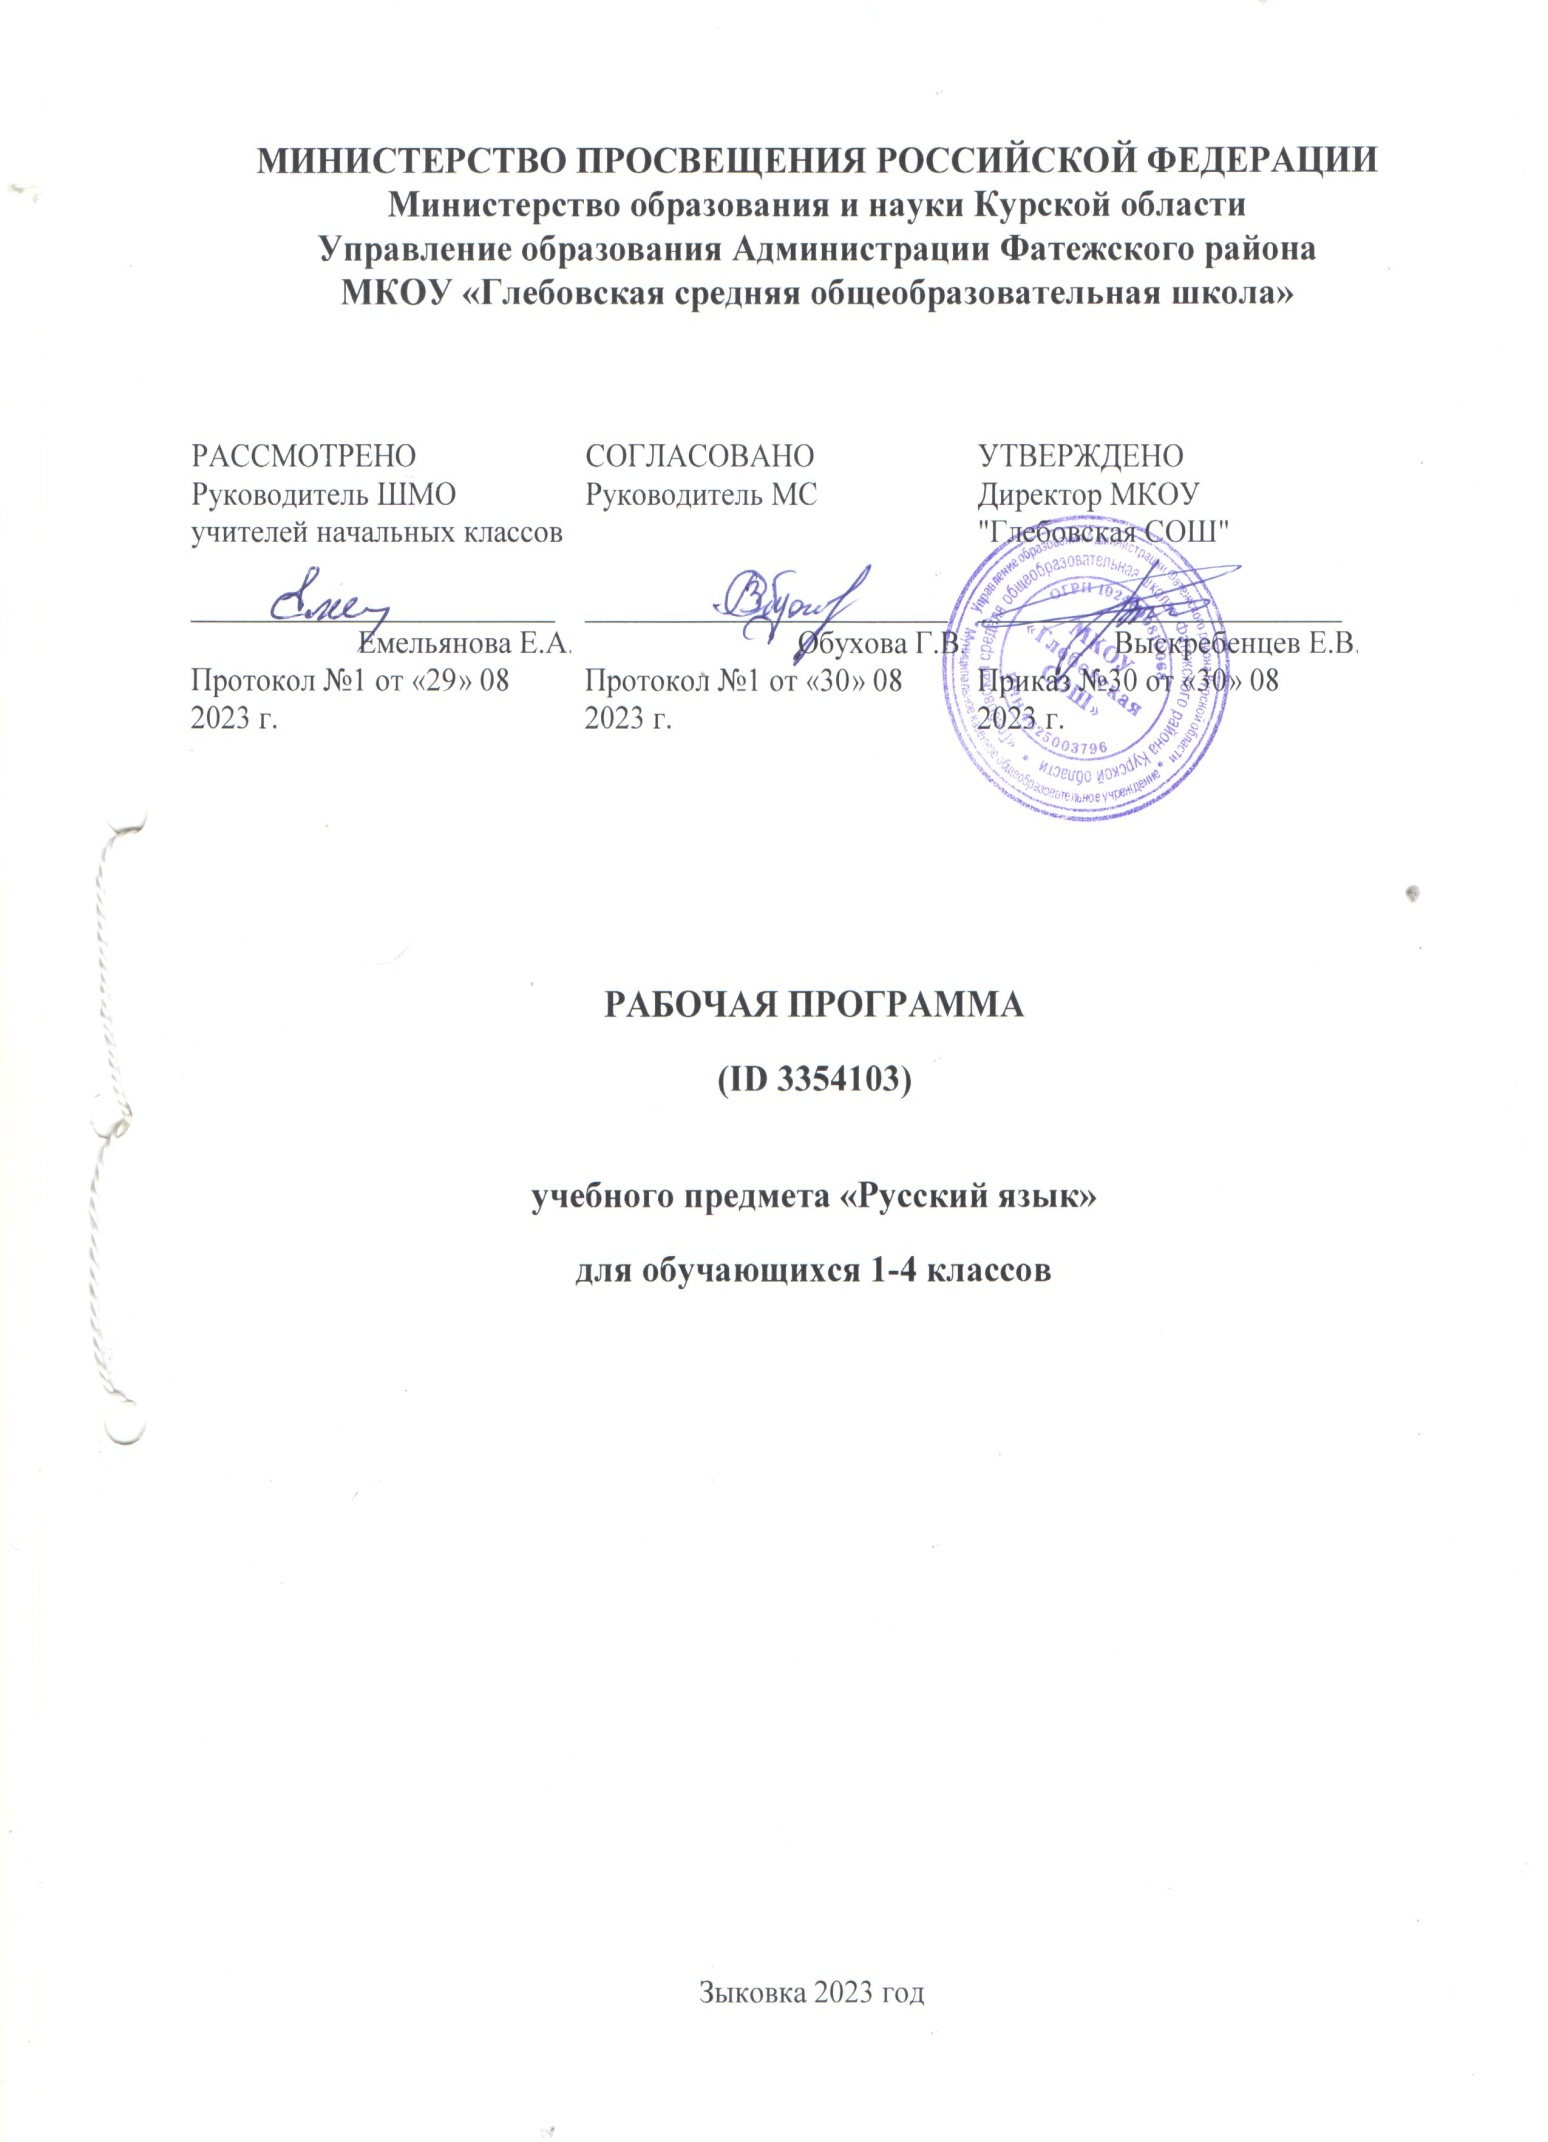 МИНИСТЕРСТВО ПРОСВЕЩЕНИЯ РОССИЙСКОЙ ФЕДЕРАЦИИ
Министерство образования и науки Курской области
Управление образования Администрации Фатежского района
МКОУ «Глебовская средняя общеобразовательная школа»
РАССМОТРЕНО
Руководитель ШМО
учителей начальных классов
Емельянова Е.А.
Протокол №1 от «29» 08
2023 г.
СОГЛАСОВАНО
Руководитель МС
Обухова Г.В.
Протокол №1 от «30» 08
2023 г.
УТВЕРЖДЕНО
Директор МКОУ
"Глебовская СОШ"
Выскребенцев Е.В.
Приказ №30 от «30» 08
2023 г.
МКОУ
«Глебовская
СОШ»
РАБОЧАЯ ПРОГРАММА
(ID 3354103)
учебного предмета «Русский язык»
для обучающихся 1-4 классов
Зыковка 2023 год